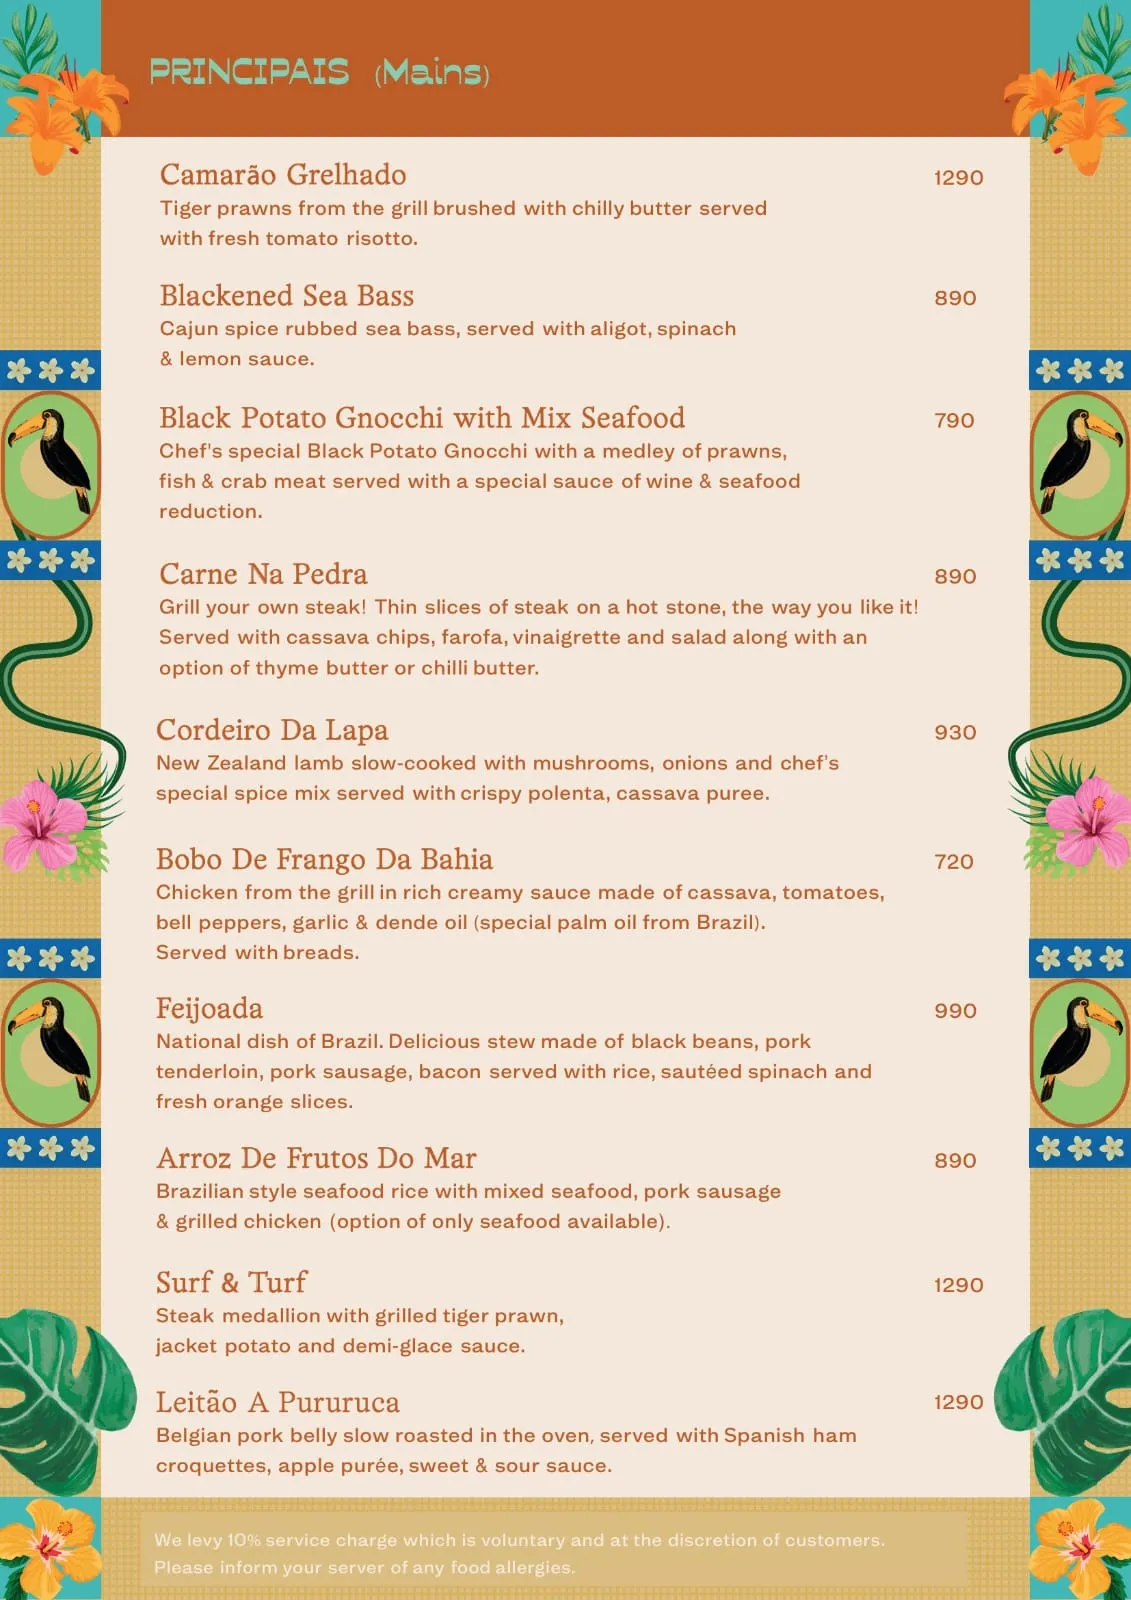 PRINCIPAIS (Mains)
Camarão Grelhado 1290
Tiger prawns from the grill brushed with chilly butter served
with fresh tomato risotto.
Blackened Sea Bass 890
Cajun spice rubbed sea bass, served with aligot, spinach
& lemon sauce.
Black Potato Gnocchi with Mix Seafood 790
Chef's special Black Potato Gnocchi with a medley of prawns,
fish & crab meat served with a special sauce of wine & seafood
reduction.
Carne Na Pedra 890
Grill your own steak! Thin slices of steak on a hot stone, the way you like it!
Served with cassava chips, farofa, vinaigrette and salad along with an
option of thyme butter or chilli butter.
Cordeiro Da Lapa 930
New Zealand lamb slow-cooked with mushrooms, onions and chef's
special spice mix served with crispy polenta, cassava puree.
Bobo De Frango Da Bahia 720
Chicken from the grill in rich creamy sauce made of cassava, tomatoes,
bell peppers, garlic & dende oil (special palm oil from Brazil).
Served with breads.
Feijoada 990
National dish of Brazil. Delicious stew made of black beans, pork
tenderloin, pork sausage, bacon served with rice, sautéed spinach and
fresh orange slices.
Arroz De Frutos Do Mar 890
Brazilian style seafood rice with mixed seafood, pork sausage
& grilled chicken (option of only seafood available).
Surf & Turf 1290
Steak medallion with grilled tiger prawn,
jacket potato and demi-glace sauce.
Leitão A Pururuca 1290
Belgian pork belly slow roasted in the oven, served with Spanish ham
croquettes, apple purée, sweet & sour sauce.
We levy 10% service charge which is voluntary and at the discretion of customers.
Please inform your server of any food allergies.